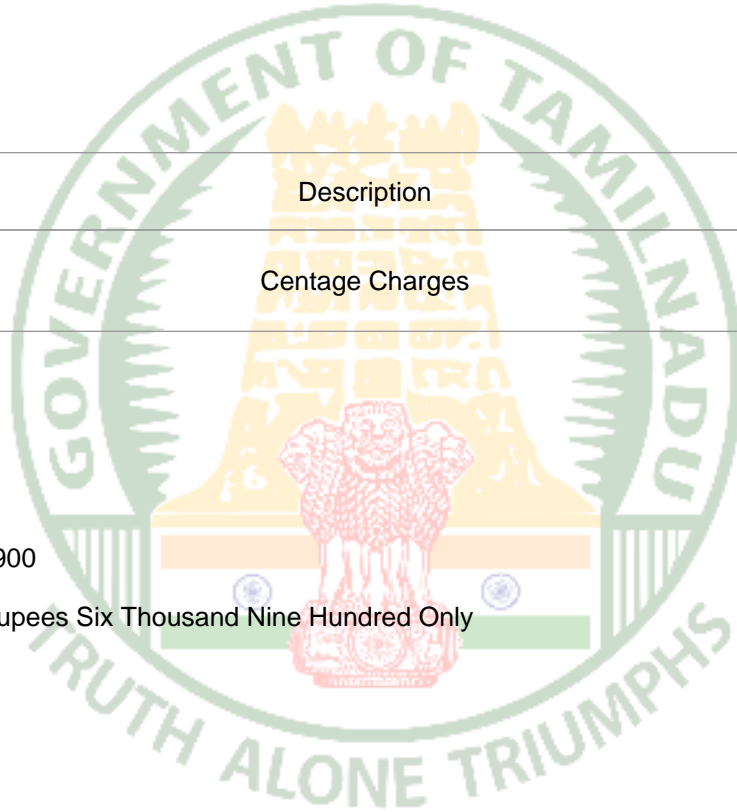 GOVERNMENT OF TAMILNADU
Description
Centage Charges
900
upees Six Thousand Nine Hundred Only
TRUTH ALONE TRIUMPHS